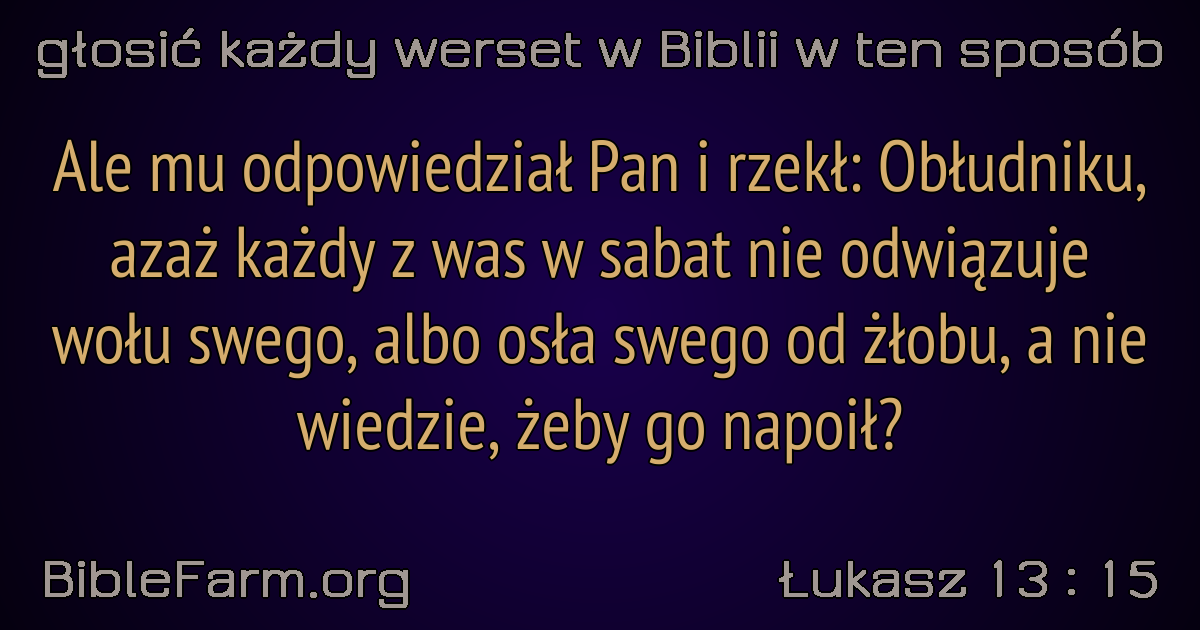 głosić każdy werset w Biblii w ten sposób
Ale mu odpowiedział Pan i rzekł: Obłudniku,
azaż każdy z was w sabat nie odwiązuje
wołu swego, albo osła swego od żłobu, a nie
wiedzie, żeby go napoił?
BibleFarm.org
Łukasz 13 : 15